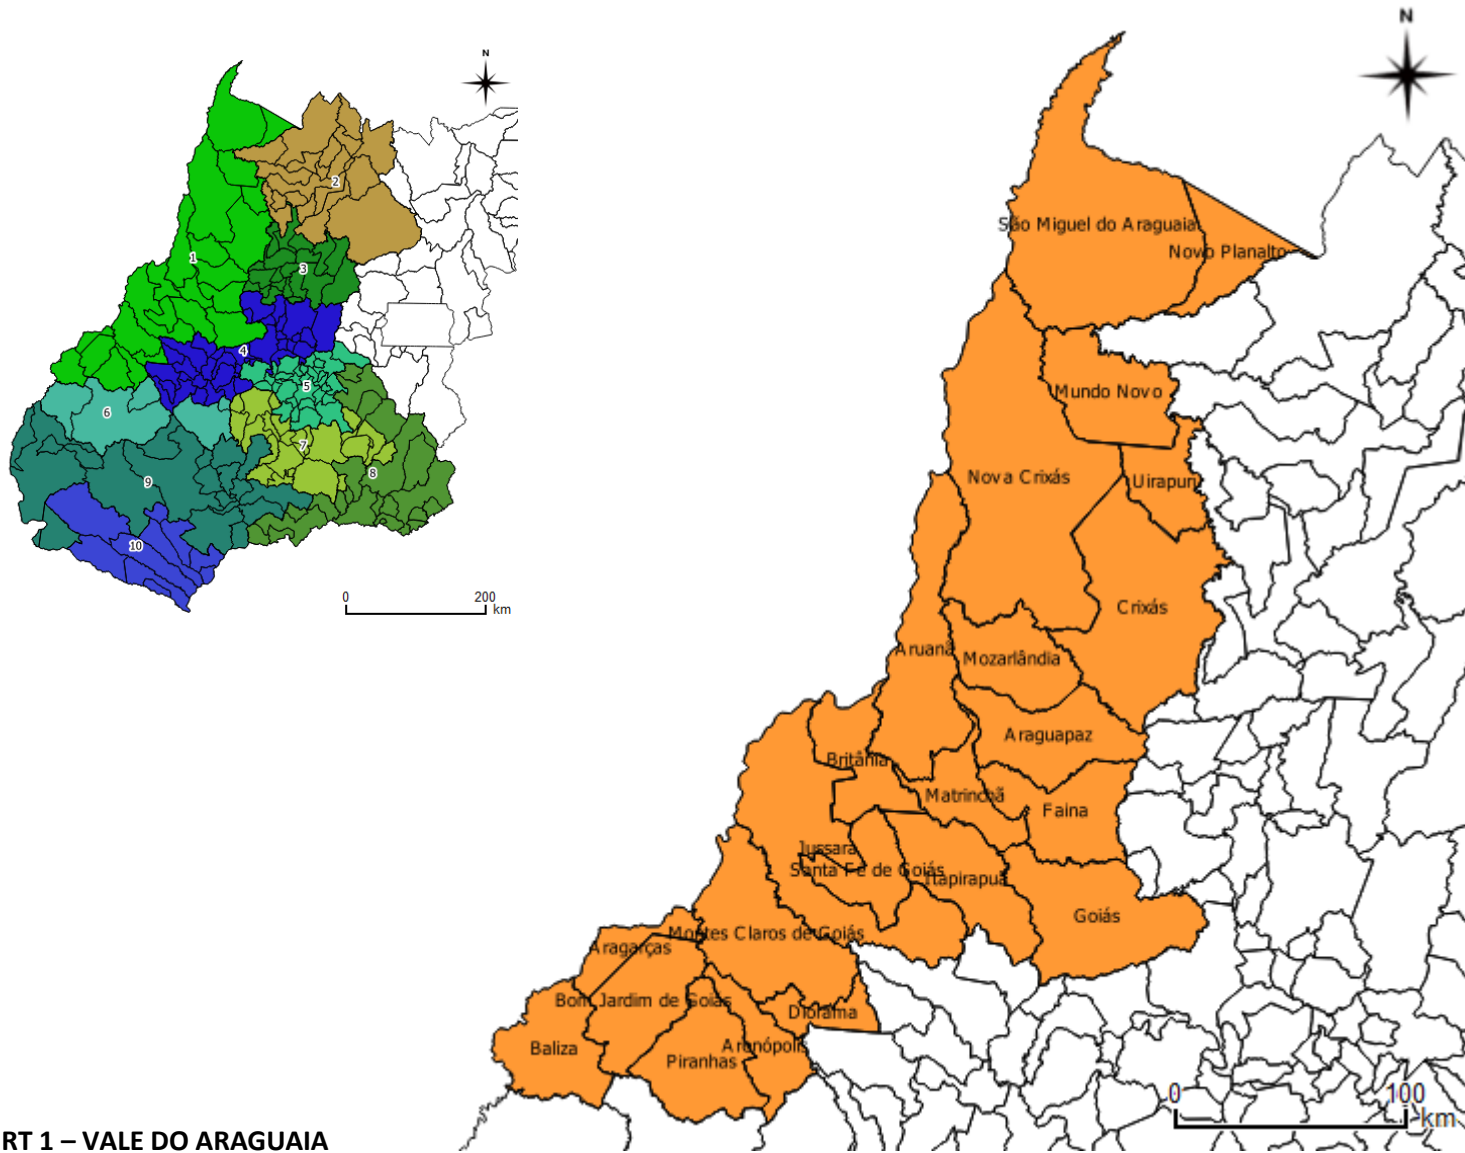 N
N
2
1
3
4
5
6
7
8
9
10
0 200
km
São Miguel do Araguaia
Novo Planalto
Mundo Novo
Nova Crixás
Uirapuru
Crixás
Aruanã
Mozarlândia
Araguapaz
Britânia
Matrinchã
Faina
Jussara
Santa Fé de Goiás
Itapirapuã
Goiás
Montes Claros de Goiás
Aragarças
Bom Jardim de Goiás
Diorama
Baliza
Arenópolis
Piranhas
0 100
km
RT 1 – VALE DO ARAGUAIA